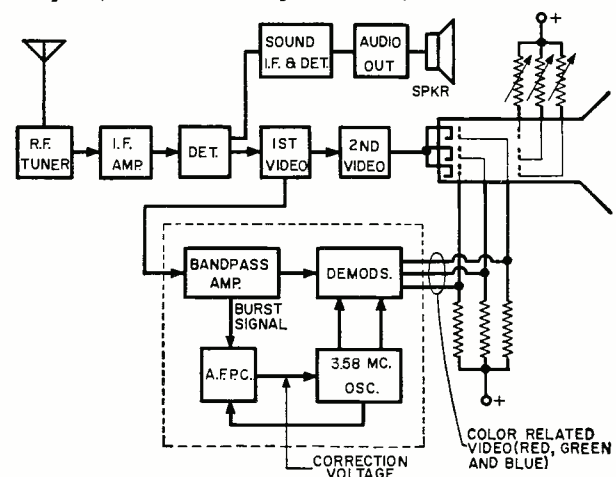 SOUND
I.F. & DET.
AUDIO
OUT
SPKR
+
R.F.
TUNER
I.F.
AMP.
DET.
1ST
VIDEO
2ND
VIDEO
BANDPASS
AMP.
DEMODS.
BURST
SIGNAL
A.F.P.C.
3.58 MC.
OSC.
+
CORRECTION
VOLTAGE
COLOR RELATED
VIDEO(RED, GREEN
AND BLUE)